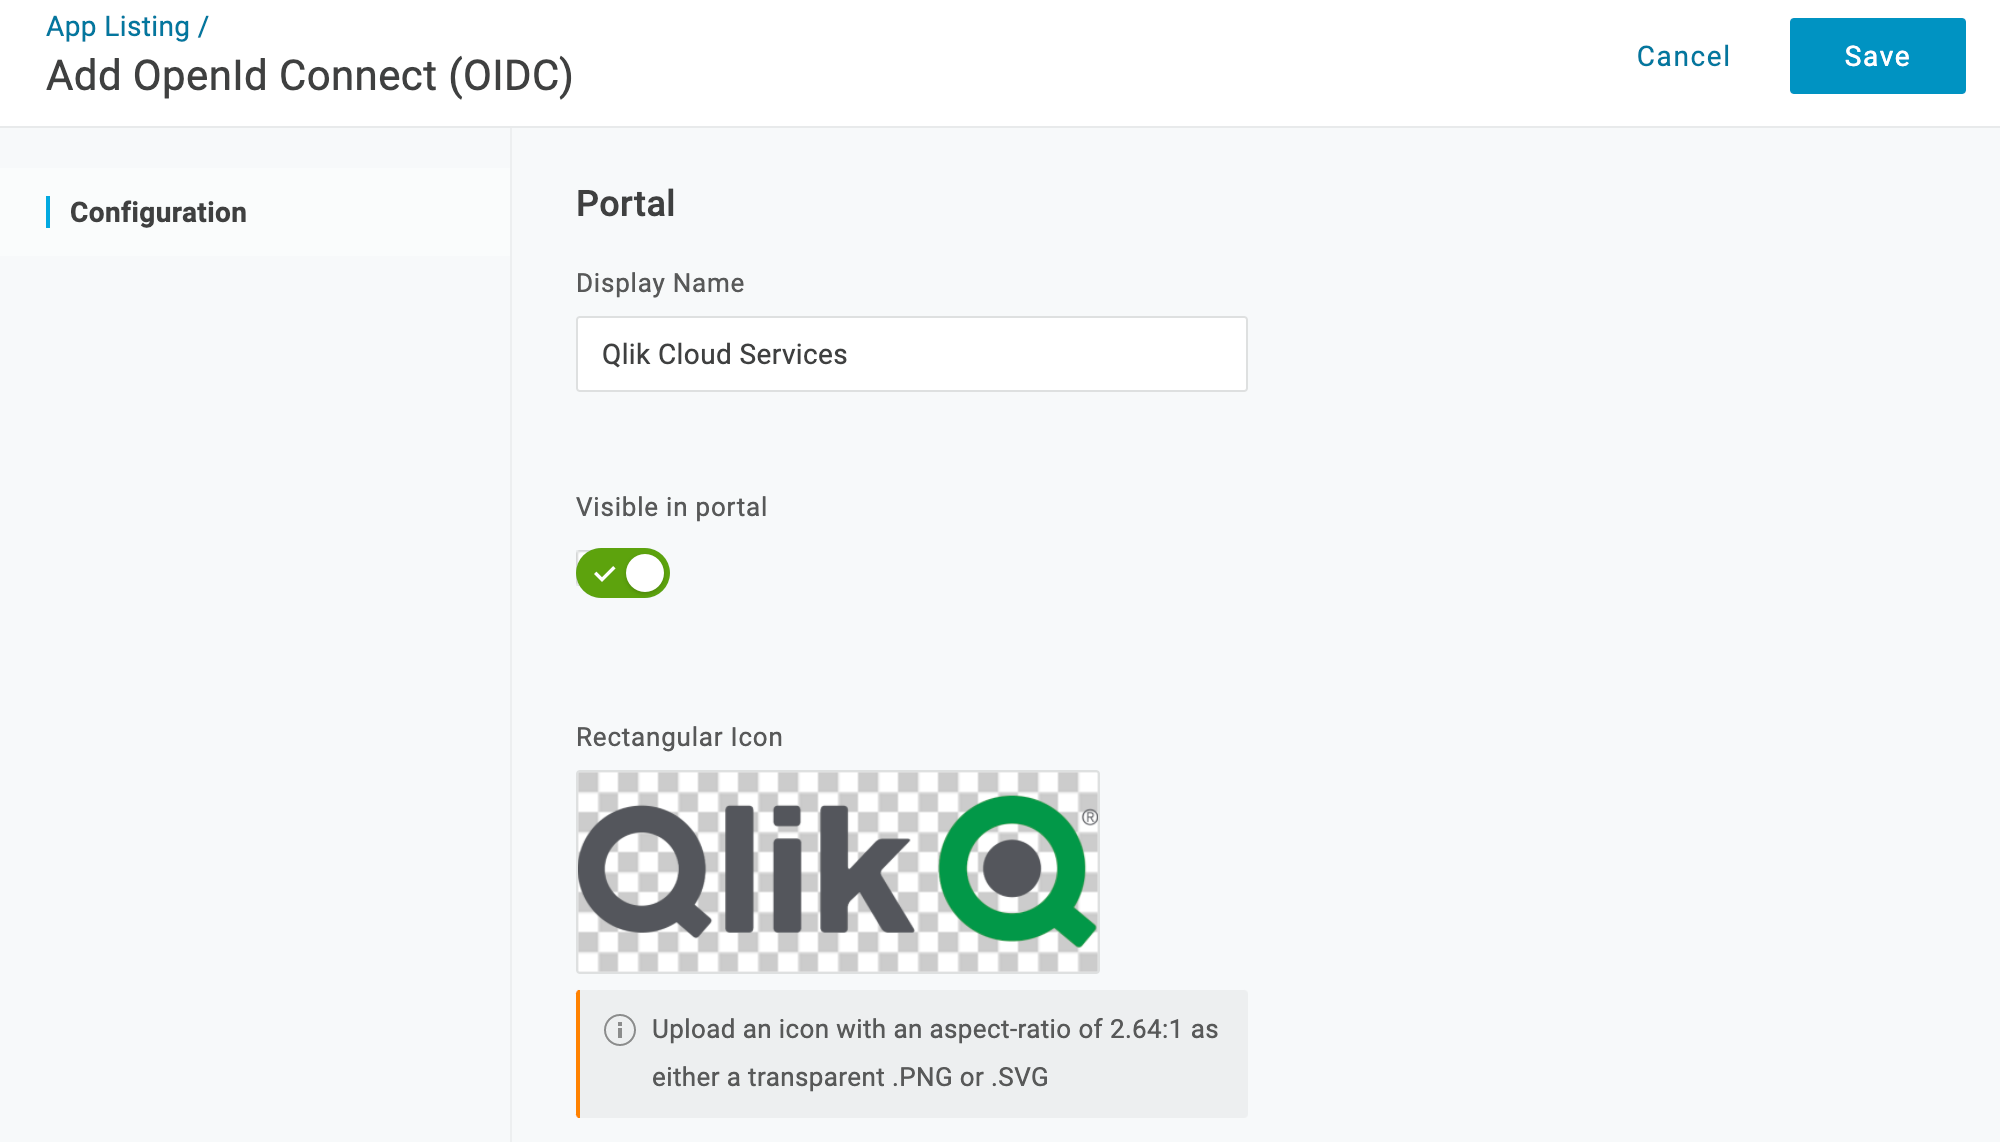 App Listing /
Add OpenId Connect (OIDC)
Cancel
Save
Configuration
Portal
Display Name
Qlik Cloud Services
Visible in portal
Rectangular Icon
Qlik
®
Upload an icon with an aspect-ratio of 2.64:1 as
either a transparent .PNG or .SVG